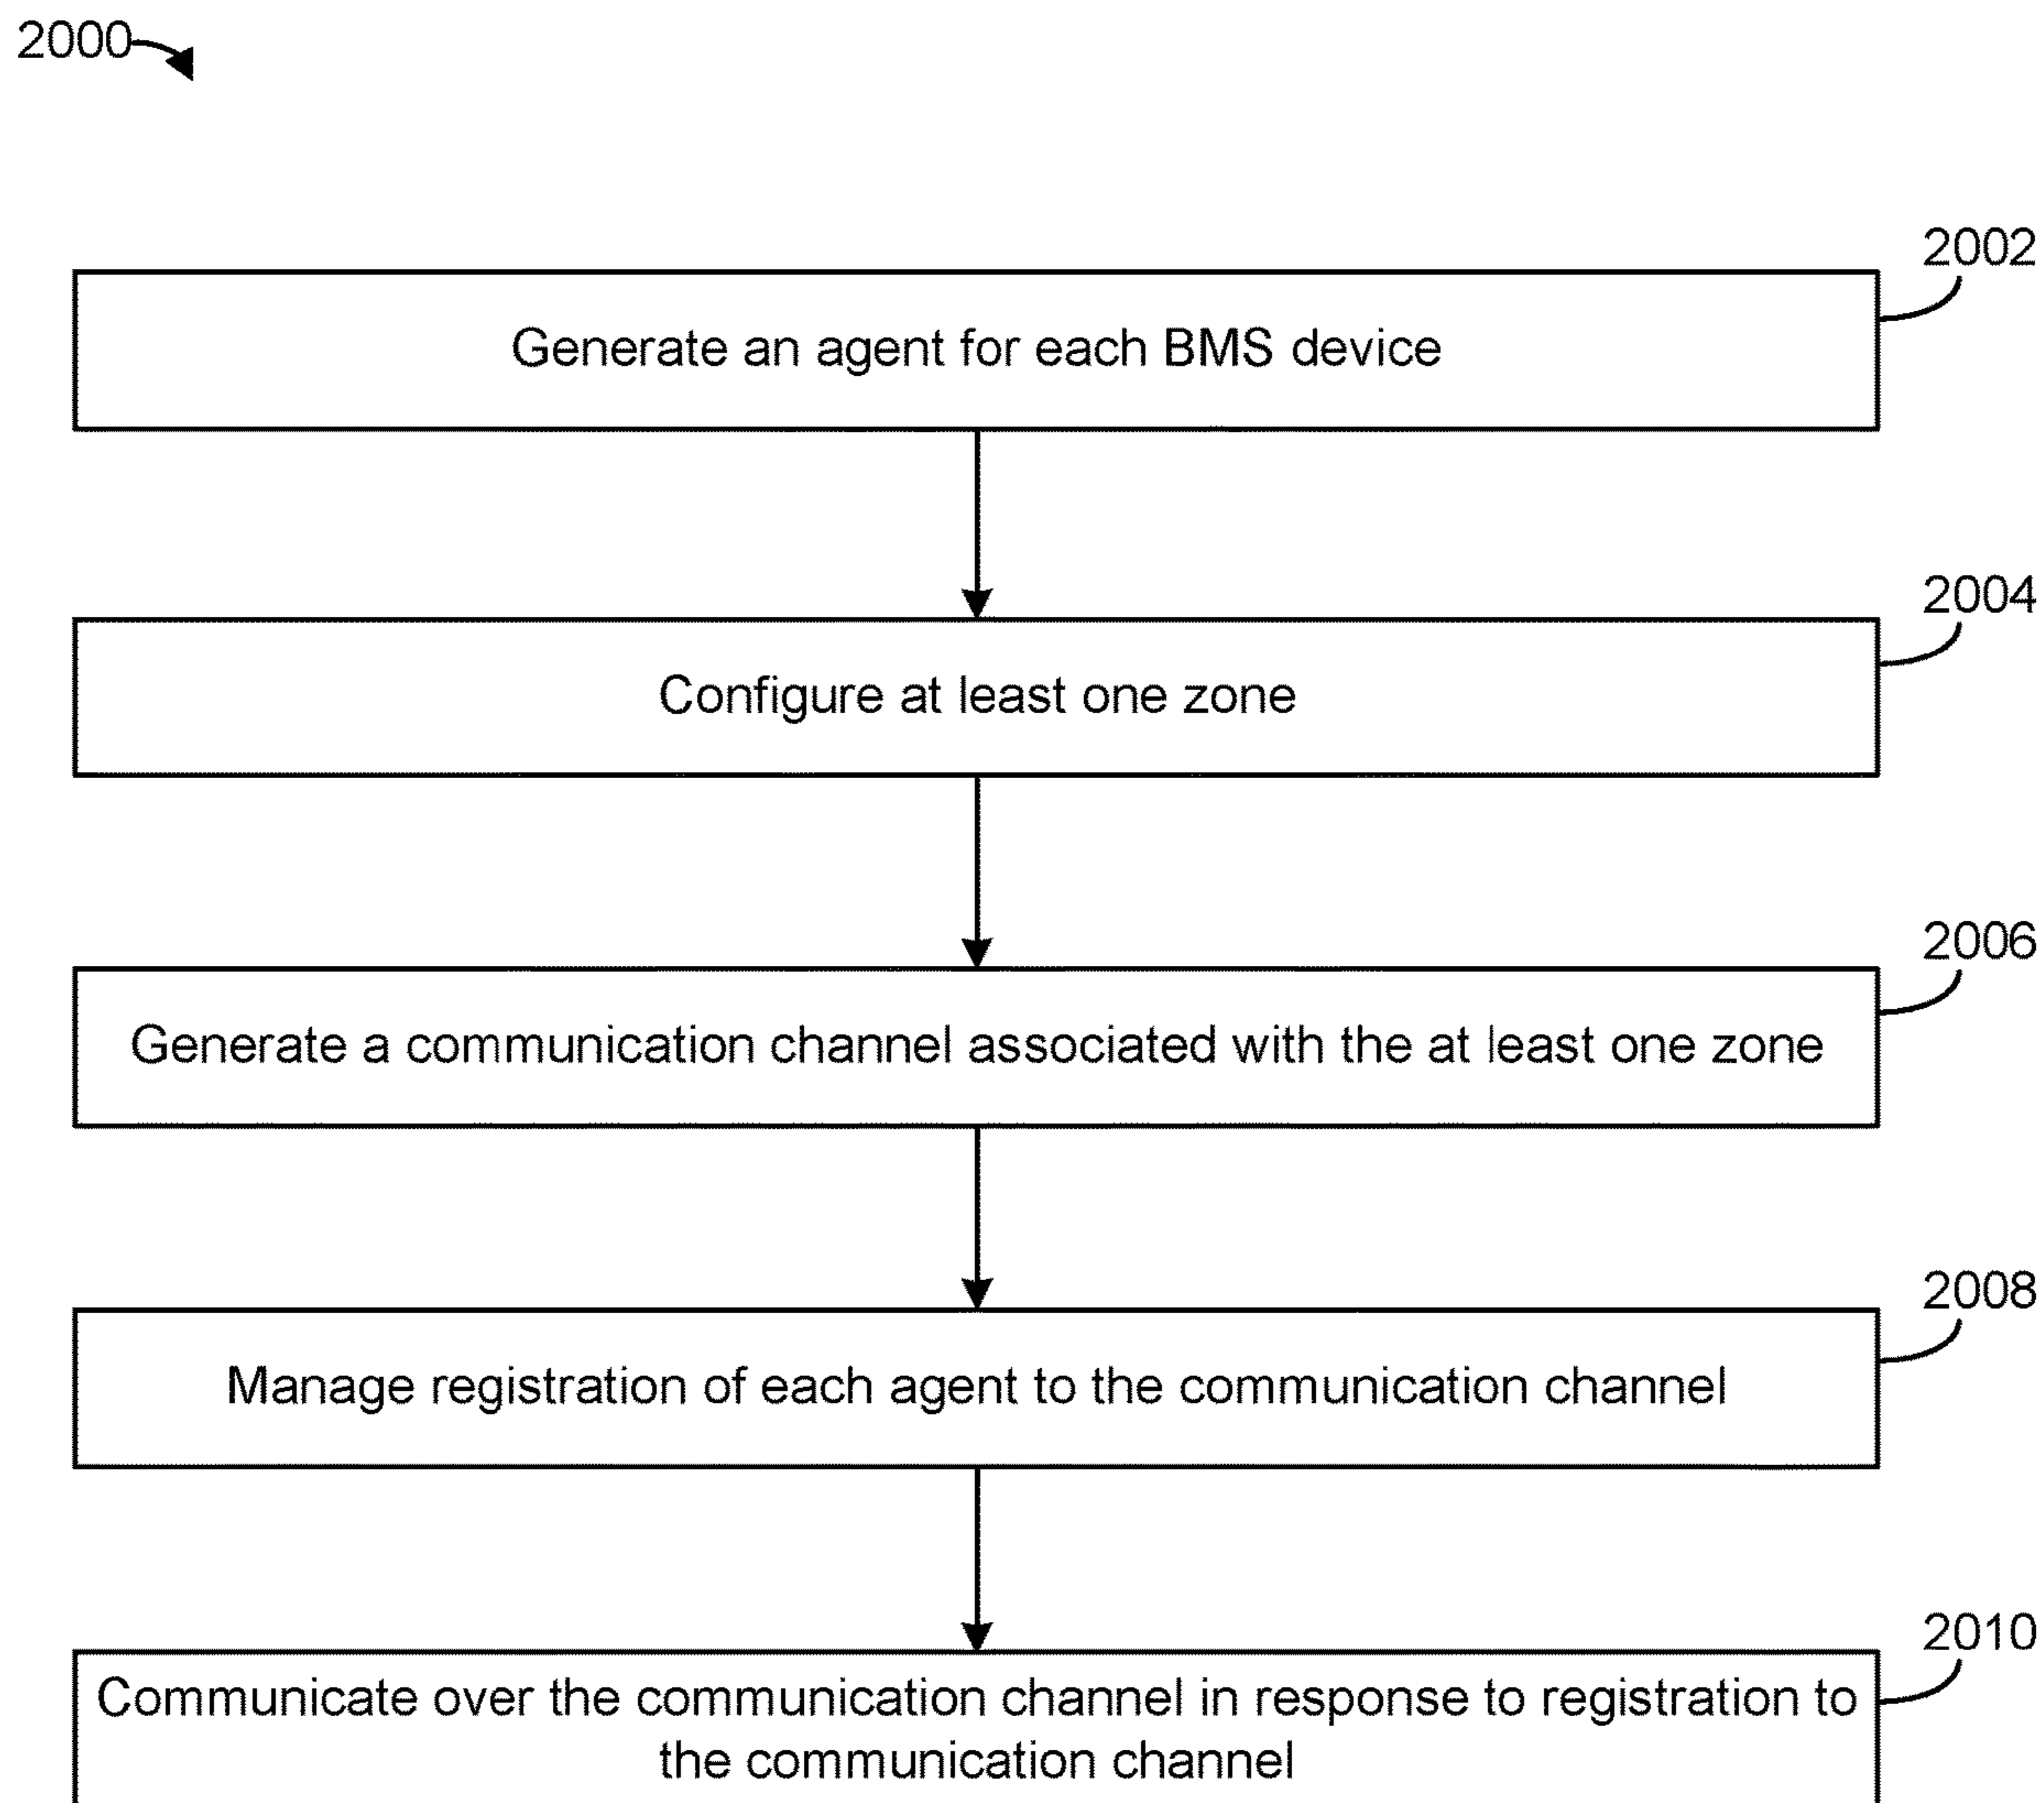 2000
2002
Generate an agent for each BMS device
2004
Configure at least one zone
2006
Generate a communication channel associated with the at least one zone
2008
Manage registration of each agent to the communication channel
2010
Communicate over the communication channel in response to registration to
the communication channel